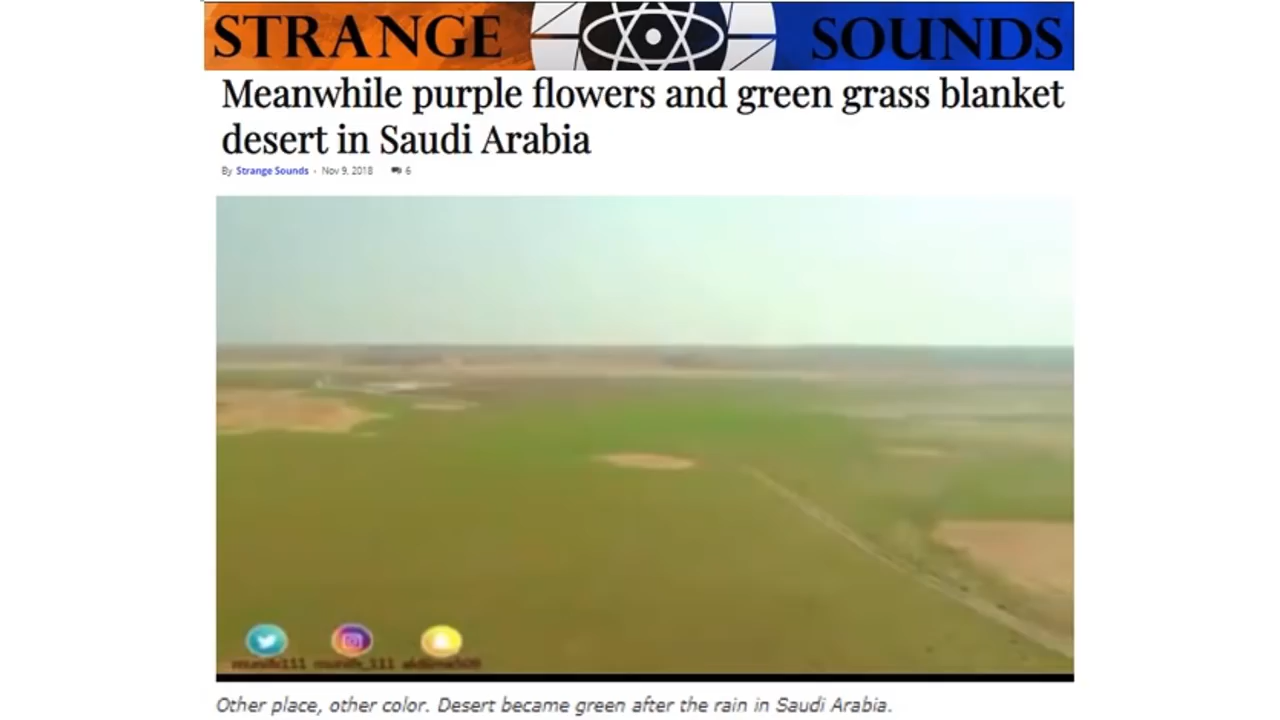 STRANGE SOUNDS
Meanwhile purple flowers and green grass blanket
desert in Saudi Arabia
By Strange Sounds - Nov 9, 2018 6
Other place, other color. Desert became green after the rain in Saudi Arabia.